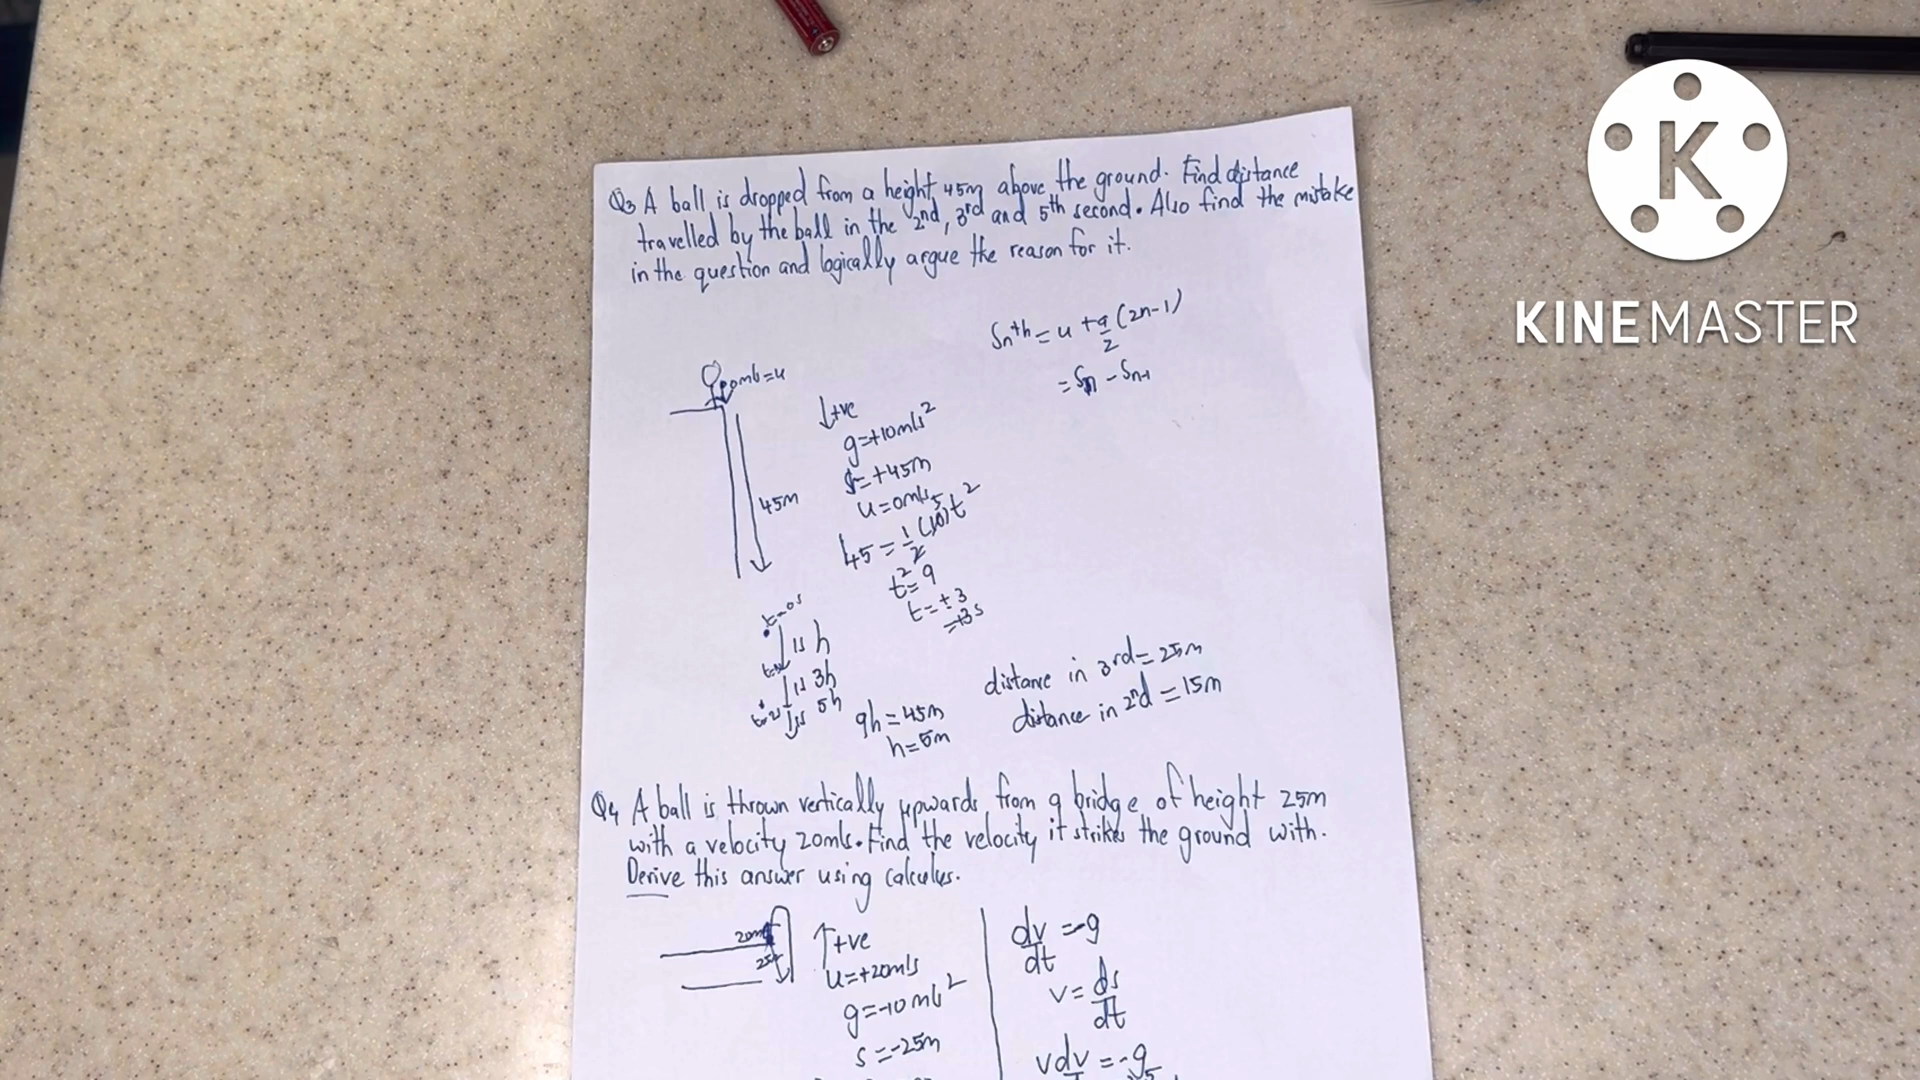 Q3 A ball is dropped from a height 45m above the ground. Find distance
travelled by the ball in the 2nd, 3rd and 5th second. Also find the mistake
in the question and logically argue the reason for it.
K
KINEMASTER
Sn^th = u + a/2 (2n-1)
= Sn - Sn-1
0m/s=u
45m
↓+ve
g=+10m/s²
s=+45m
u=0m/s
45 = 1/2 (10)t²
5
t²=9
t=±3
=+3s
t=0s
1s h
1s 3h
1s 5h
9h=45m
h=5m
distance in 3rd = 25m
distance in 2nd = 15m
Q4 A ball is thrown vertically upwards from a bridge of height 25m
with a velocity 20m/s. Find the velocity it strikes the ground with.
Derive this answer using calculus.
↑+ve
u=+20m/s
g=-10m/s²
s=-25m
dv/dt = -g
v = ds/dt